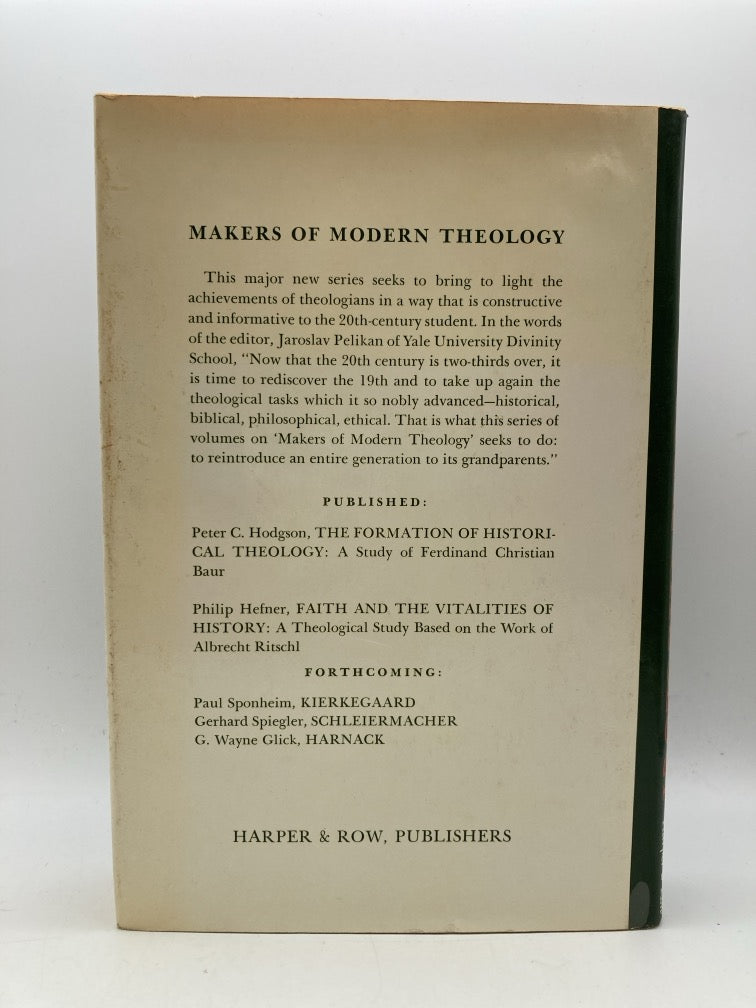 MAKERS OF MODERN THEOLOGY
This major new series seeks to bring to light the
achievements of theologians in a way that is constructive
and informative to the 20th-century student. In the words
of the editor, Jaroslav Pelikan of Yale University Divinity
School, “Now that the 20th century is two-thirds over, it
is time to rediscover the 19th and to take up again the
theological tasks which it so nobly advanced—historical,
biblical, philosophical, ethical. That is what this series of
volumes on ‘Makers of Modern Theology’ seeks to do:
to reintroduce an entire generation to its grandparents.”
PUBLISHED:
Peter C. Hodgson, THE FORMATION OF HISTORI-
CAL THEOLOGY: A Study of Ferdinand Christian
Baur
Philip Hefner, FAITH AND THE VITALITIES OF
HISTORY: A Theological Study Based on the Work of
Albrecht Ritschl
FORTHCOMING:
Paul Sponheim, KIERKEGAARD
Gerhard Spiegler, SCHLEIERMACHER
G. Wayne Glick, HARNACK
HARPER & ROW, PUBLISHERS